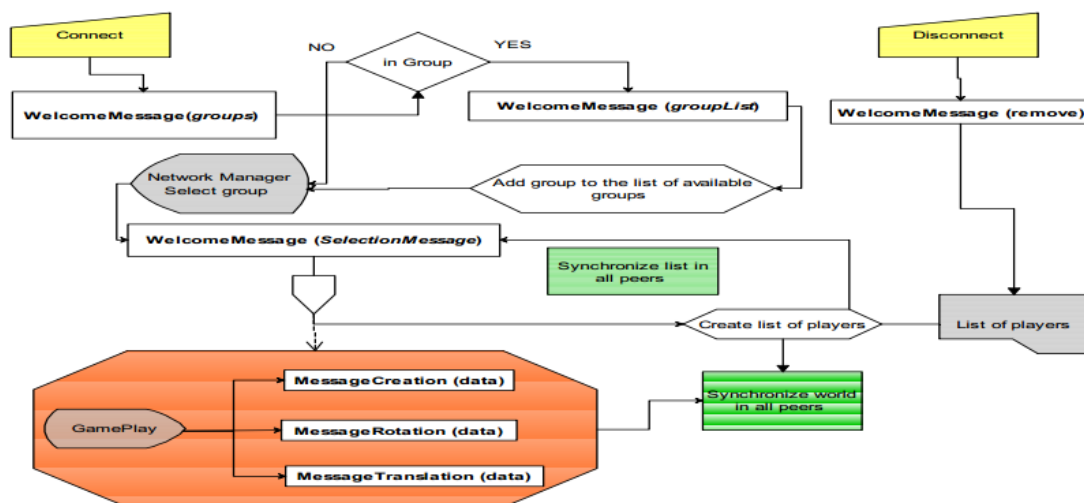 Connect
NO
YES
in Group
Disconnect
WelcomeMessage(groups)
WelcomeMessage (groupList)
WelcomeMessage (remove)
Network Manager
Select group
Add group to the list of available
groups
WelcomeMessage (SelectionMessage)
Synchronize list in
all peers
Create list of players
List of players
MessageCreation (data)
Synchronize world
in all peers
GamePlay
MessageRotation (data)
MessageTranslation (data)